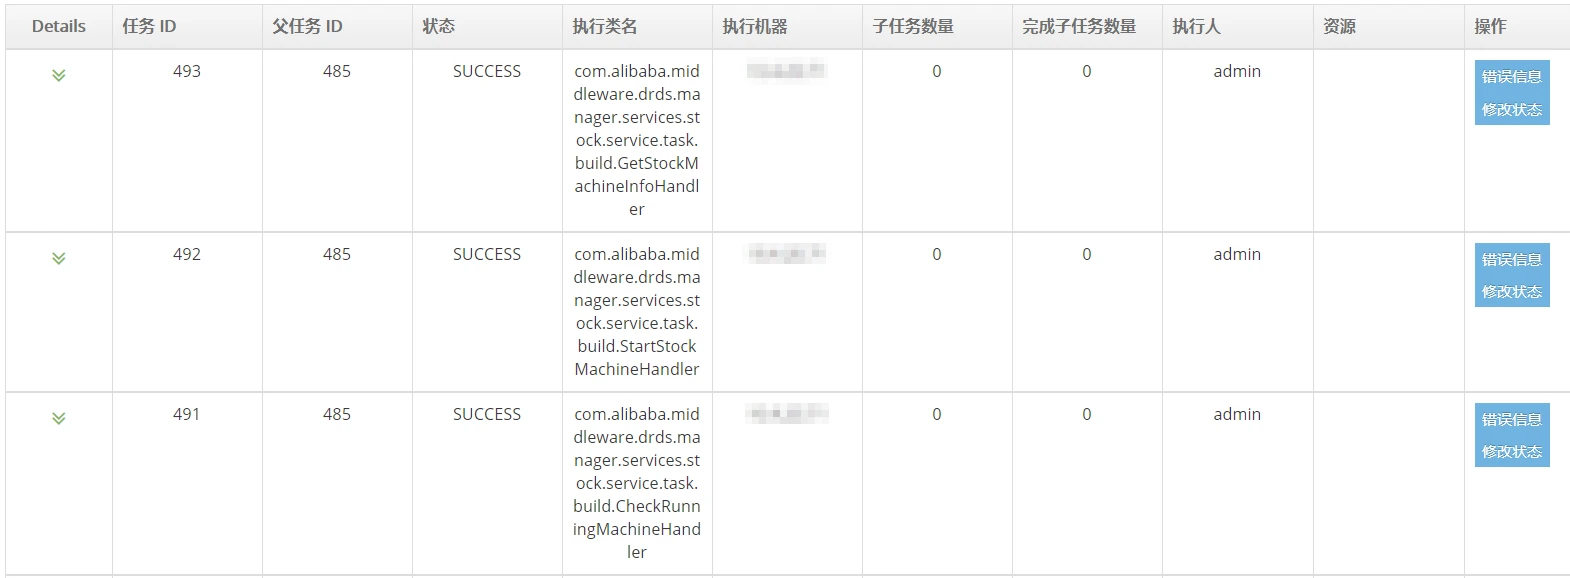 Details 任务 ID 父任务 ID 状态 执行类名 执行机器 子任务数量 完成子任务数量 执行人 资源 操作
493 485 SUCCESS com.alibaba.mid 0 0 admin 错误信息
dleware.drds.ma
修改状态
nager.services.st
ock.service.task.
build.GetStockM
achineInfoHandl
er
492 485 SUCCESS com.alibaba.mid 0 0 admin 错误信息
dleware.drds.ma
修改状态
nager.services.st
ock.service.task.
build.StartStock
MachineHandler
491 485 SUCCESS com.alibaba.mid 0 0 admin 错误信息
dleware.drds.ma
修改状态
nager.services.st
ock.service.task.
build.CheckRunn
ingMachineHand
ler